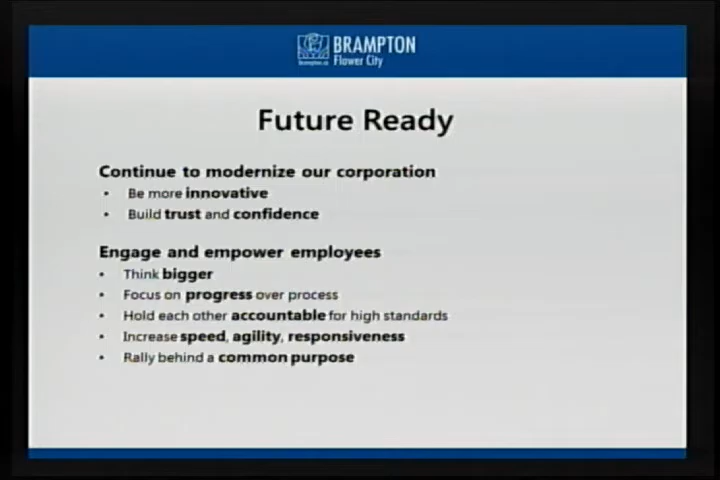 BRAMPTON
Flower City
Future Ready
Continue to modernize our corporation
• Be more innovative
• Build trust and confidence
Engage and empower employees
• Think bigger
• Focus on progress over process
• Hold each other accountable for high standards
• Increase speed, agility, responsiveness
• Rally behind a common purpose